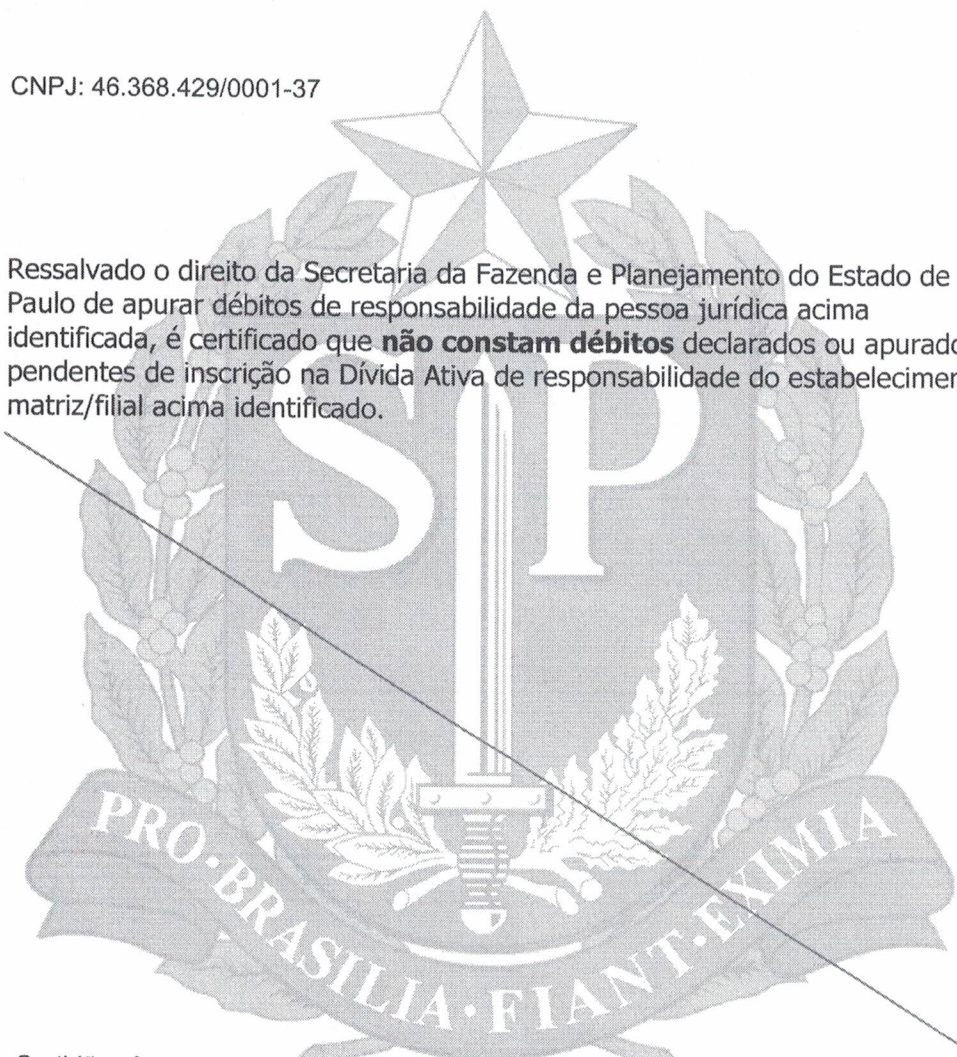 CNPJ: 46.368.429/0001-37
Ressalvado o direito da Secretaria da Fazenda e Planejamento do Estado de
Paulo de apurar débitos de responsabilidade da pessoa jurídica acima
identificada, é certificado que não constam débitos declarados ou apurado
pendentes de inscrição na Dívida Ativa de responsabilidade do estabelecimen
matriz/filial acima identificado.
SP
PRO·BRASILIA·FIANT·EXIMIA